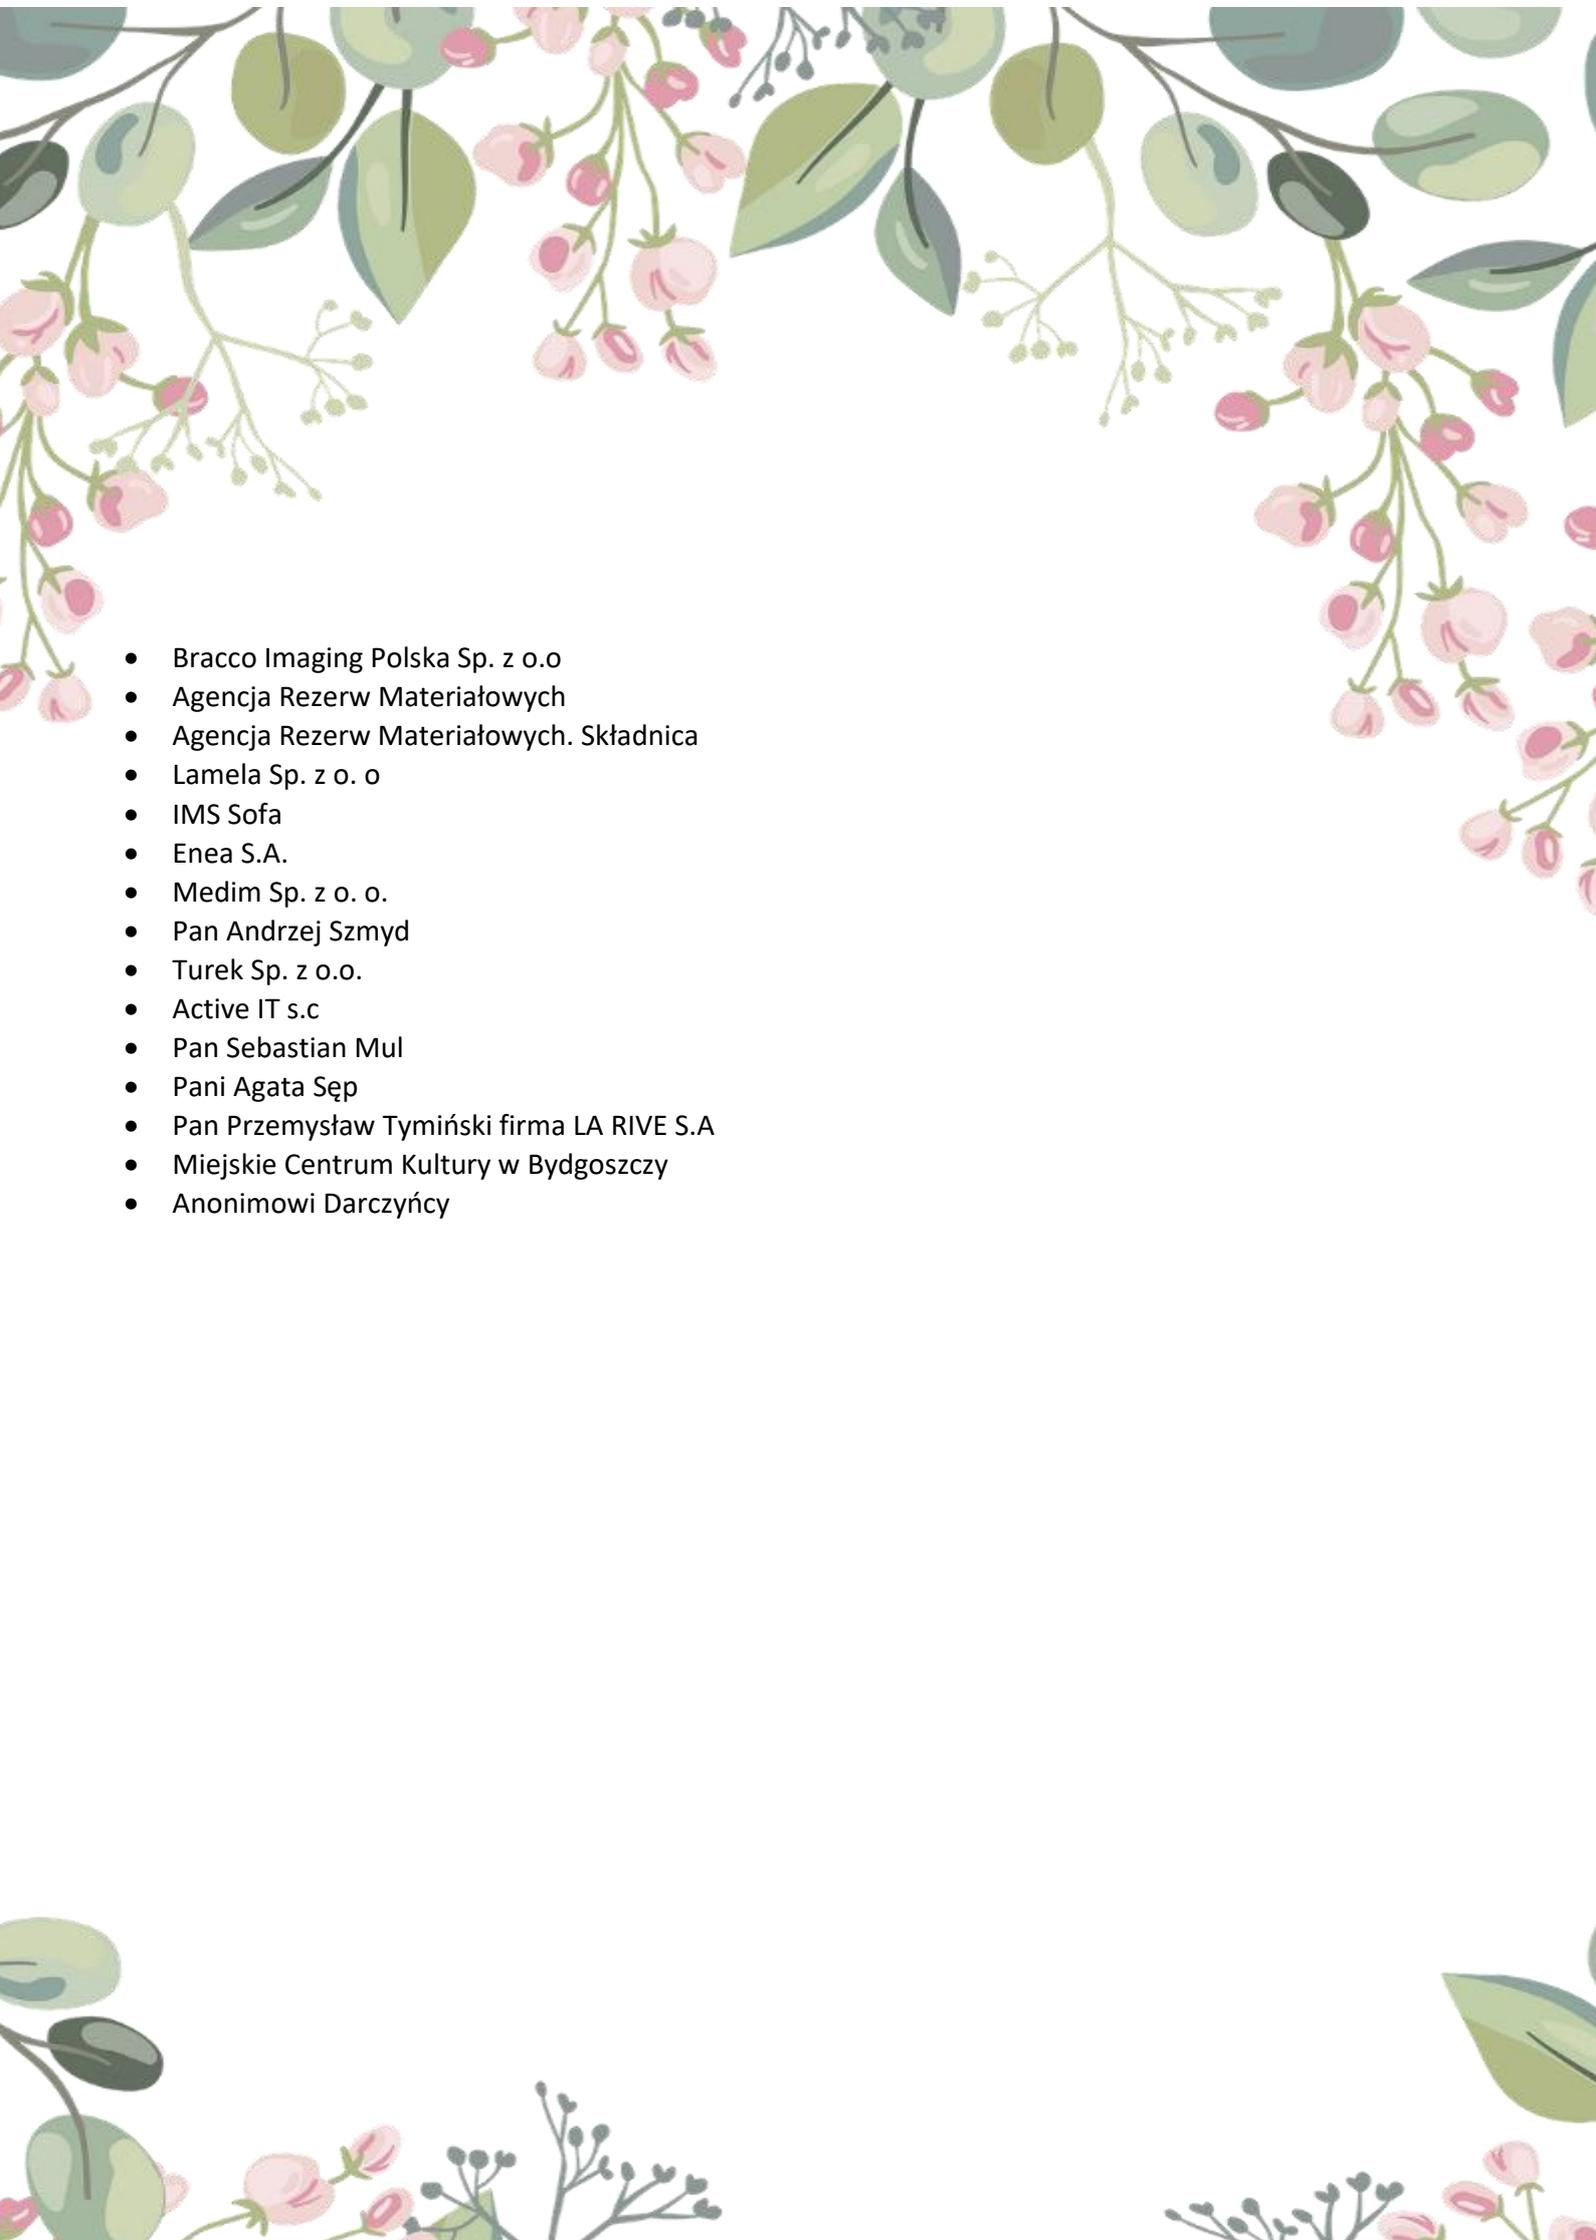 • Bracco Imaging Polska Sp. z o.o
• Agencja Rezerw Materiałowych
• Agencja Rezerw Materiałowych. Składnica
• Lamela Sp. z o. o
• IMS Sofa
• Enea S.A.
• Medim Sp. z o. o.
• Pan Andrzej Szmyd
• Turek Sp. z o.o.
• Active IT s.c
• Pan Sebastian Mul
• Pani Agata Sęp
• Pan Przemysław Tymiński firma LA RIVE S.A
• Miejskie Centrum Kultury w Bydgoszczy
• Anonimowi Darczyńcy